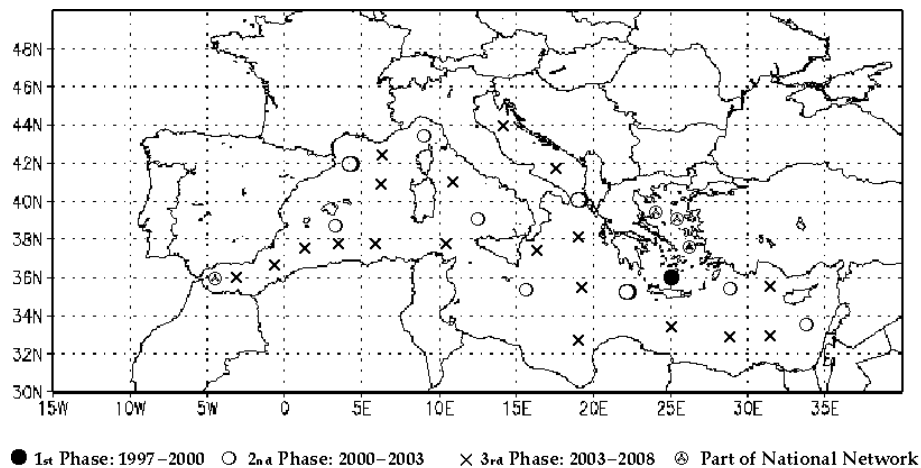 48N
46N
44N
42N
40N
38N
36N
34N
32N
30N
15W 10W 5W 0 5E 10E 15E 20E 25E 30E 35E
1st Phase: 1997-2000 2nd Phase: 2000-2003 3rd Phase: 2003-2008 Part of National Network